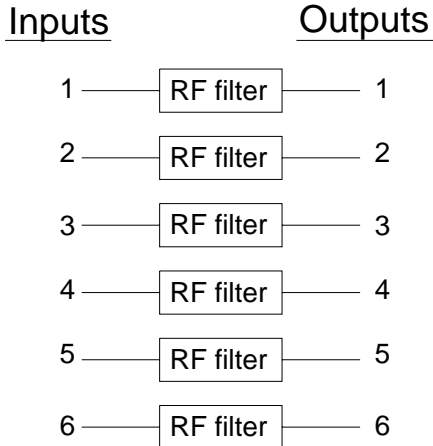 Inputs Outputs
1 RF filter 1
2 RF filter 2
3 RF filter 3
4 RF filter 4
5 RF filter 5
6 RF filter 6